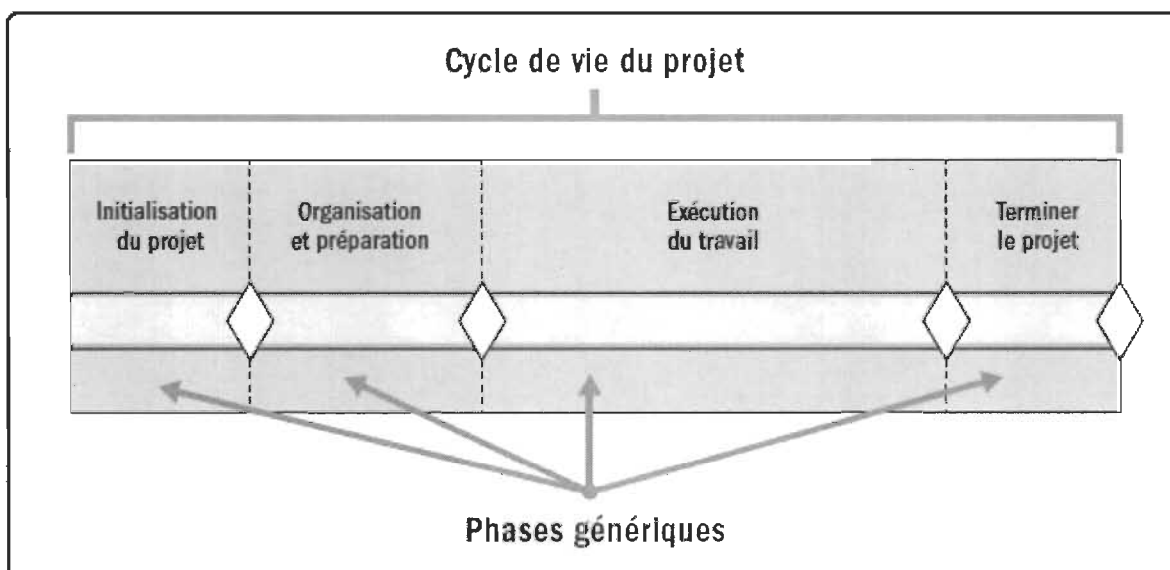 Cycle de vie du projet
Initialisation
du projet
Organisation
et préparation
Exécution
du travail
Terminer
le projet
Phases génériques